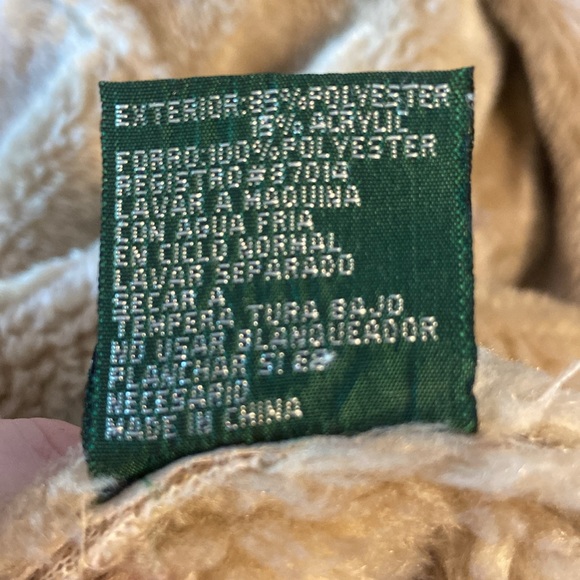 EXTERIOR:85%POLYESTER
15% ACRYLIC
FORRO:100%POLYESTER
REGISTRO#3701A
LAVAR A MAQUINA
CON AGUA FRIA
EN CICLO NORMAL
LAVAR SEPARADO
SECAR A
TEMPERA TURA BAJO
NO USAR BLANQUEADOR
PLANCHAR SI ES
NECESARIO
MADE IN CHINA